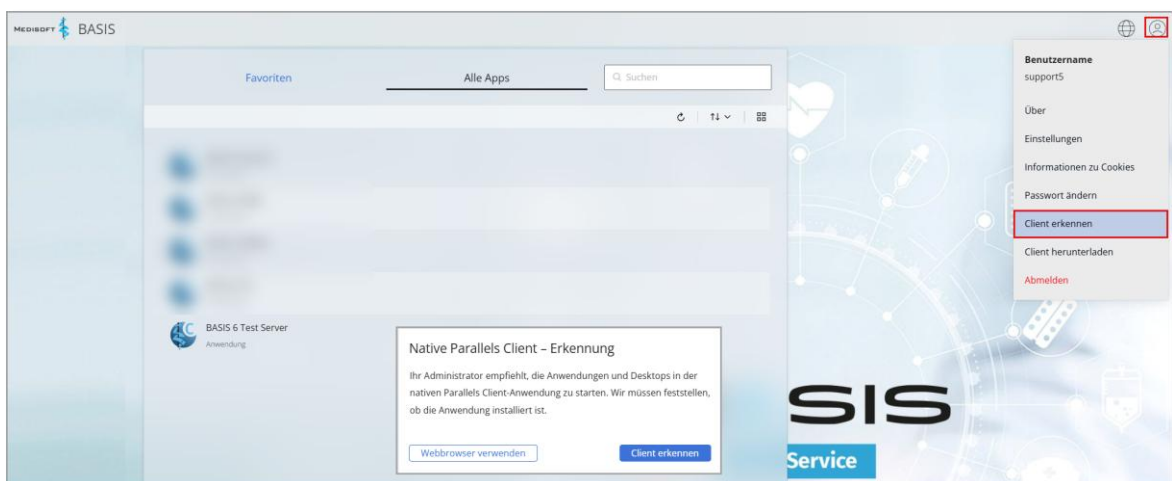 MEDISOFT BASIS
Favoriten Alle Apps Suchen
Benutzername
support5
Über
Einstellungen
Informationen zu Cookies
Passwort ändern
Client erkennen
Client herunterladen
Abmelden
BASIS 6 Test Server
Anwendung
Native Parallels Client – Erkennung
Ihr Administrator empfiehlt, die Anwendungen und Desktops in der
nativen Parallels Client-Anwendung zu starten. Wir müssen feststellen,
ob die Anwendung installiert ist.
Webbrowser verwenden Client erkennen
SIS
Service